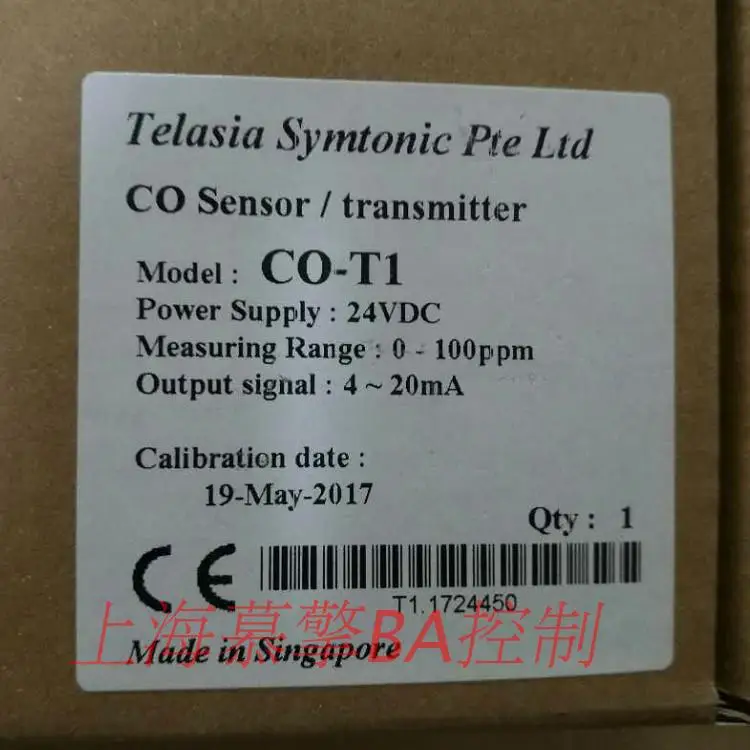 Telasia Symtonic Pte Ltd
CO Sensor / transmitter
Model : CO-T1
Power Supply : 24VDC
Measuring Range : 0 - 100ppm
Output signal : 4 ~ 20mA
Calibration date :
19-May-2017
Qty : 1
CE
T1.1724450
上海慕警BA控制
Made in Singapore